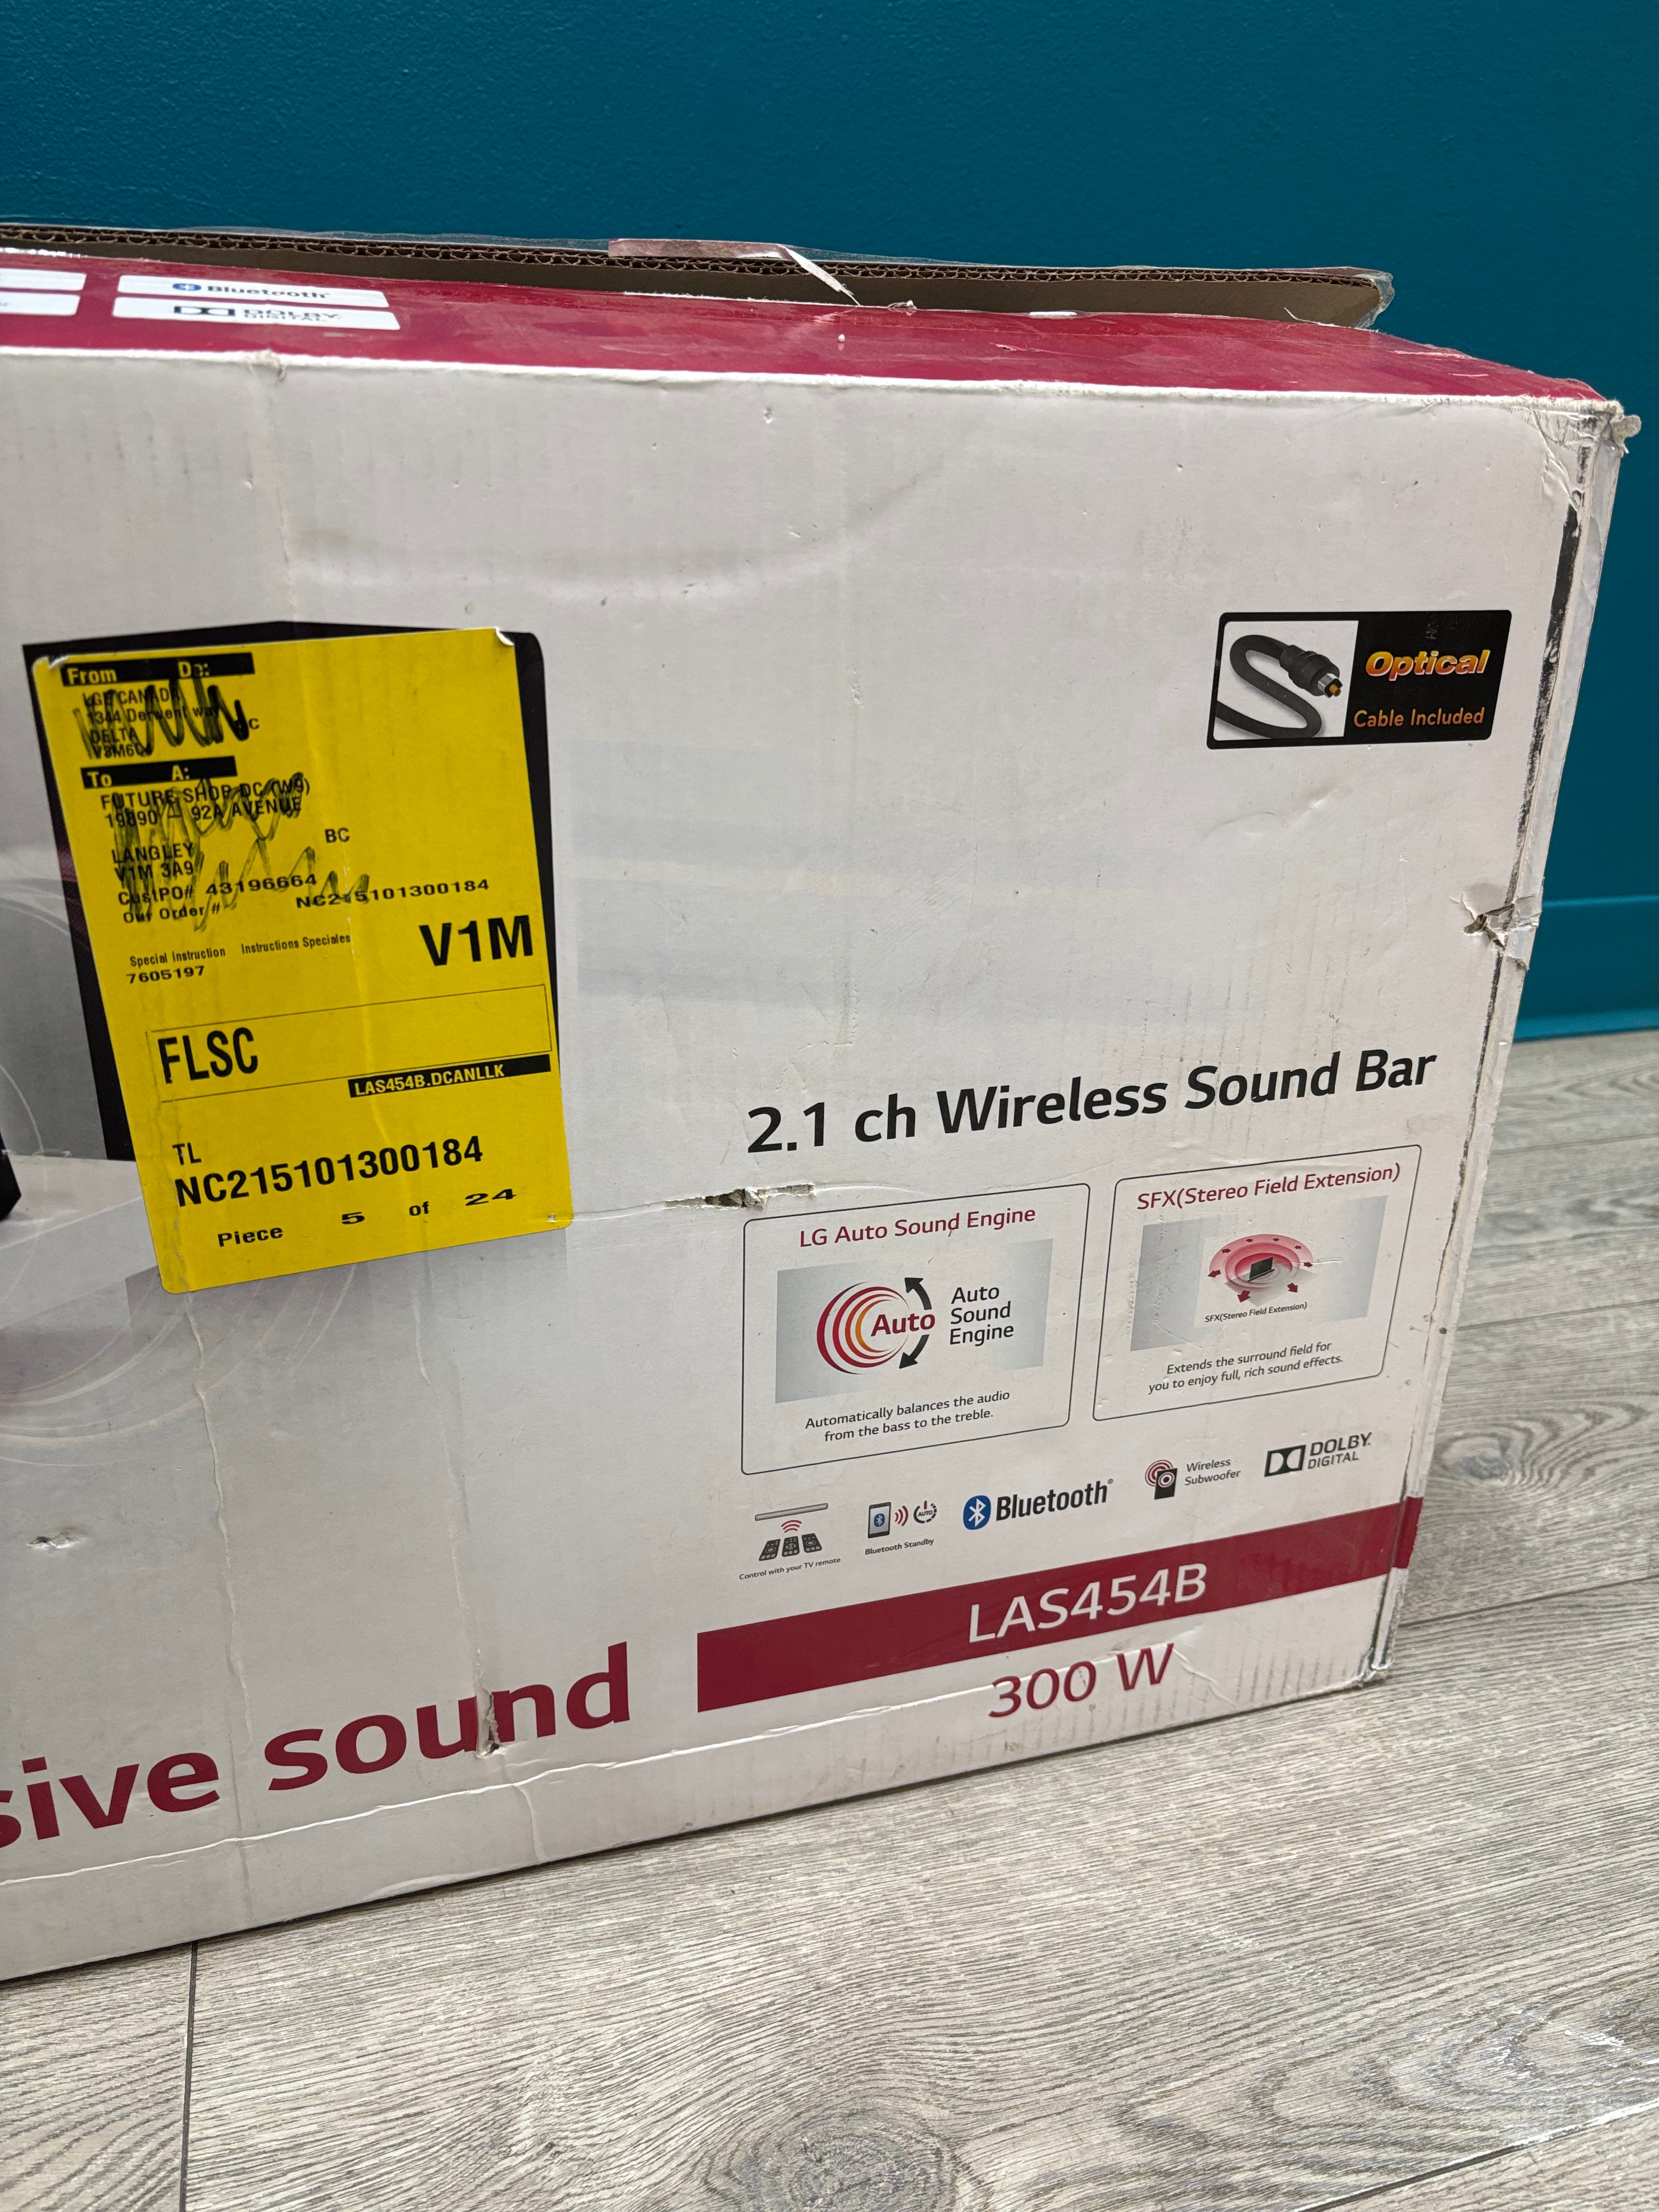 Bluetooth
DOLBY
DIGITAL
From De:
LGE CANADA
1344 Derwent way
DELTA BC
To A:
FUTURE SHOP DC (W9)
19890 - 92A AVENUE
BC
LANGLEY
V1M 3A9
CustPO# 43196664
Our Order # NC215101300184
Special Instruction Instructions Speciales
7605197
V1M
FLSC
LAS454B.DCANLLK
TL
NC215101300184
Piece 5 of 24
Optical
Cable Included
2.1 ch Wireless Sound Bar
LG Auto Sound Engine
Auto
Auto
Sound
Engine
Automatically balances the audio
from the bass to the treble.
SFX(Stereo Field Extension)
SFX(Stereo Field Extension)
Extends the surround field for
you to enjoy full, rich sound effects.
Control with your TV remote
AUTO
Bluetooth Standby
Bluetooth®
Wireless
Subwoofer
DOLBY
DIGITAL
LAS454B
300 W
sive sound